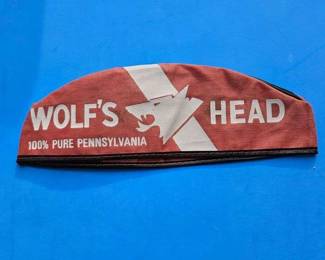 WOLF'S HEAD
100% PURE PENNSYLVANIA